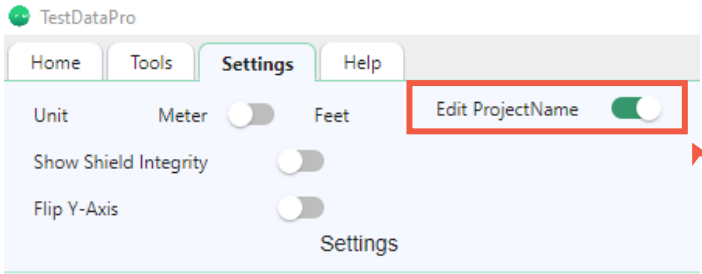 TestDataPro
Home Tools Settings Help
Unit Meter Feet Edit ProjectName
Show Shield Integrity
Flip Y-Axis
Settings